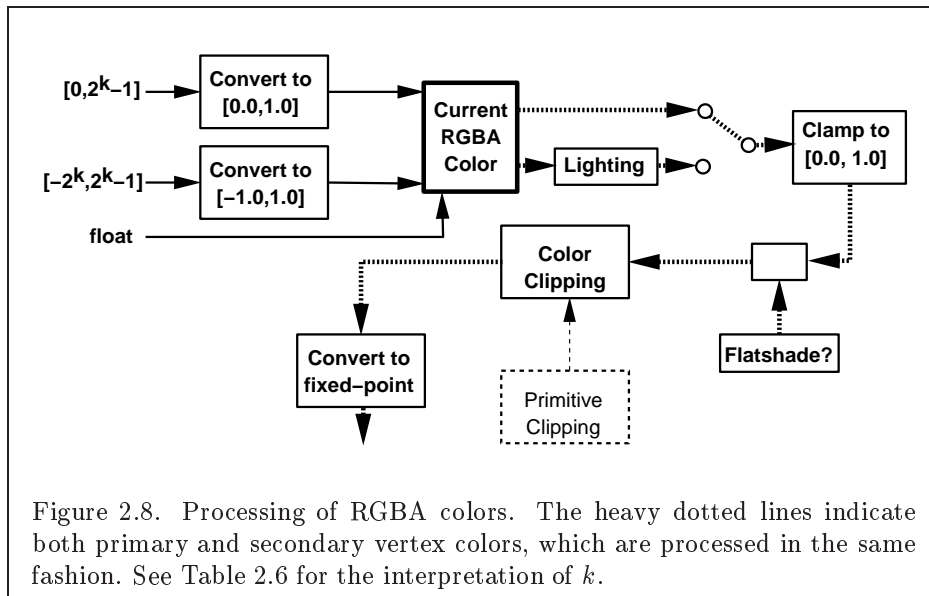 [0,2k−1]
Convert to
[0.0,1.0]
Current
RGBA
Color
Clamp to
[0.0, 1.0]
Lighting
[−2k,2k−1]
Convert to
[−1.0,1.0]
float
Color
Clipping
Flatshade?
Convert to
fixed−point
Primitive
Clipping
Figure 2.8. Processing of RGBA colors. The heavy dotted lines indicate
both primary and secondary vertex colors, which are processed in the same
fashion. See Table 2.6 for the interpretation of k.